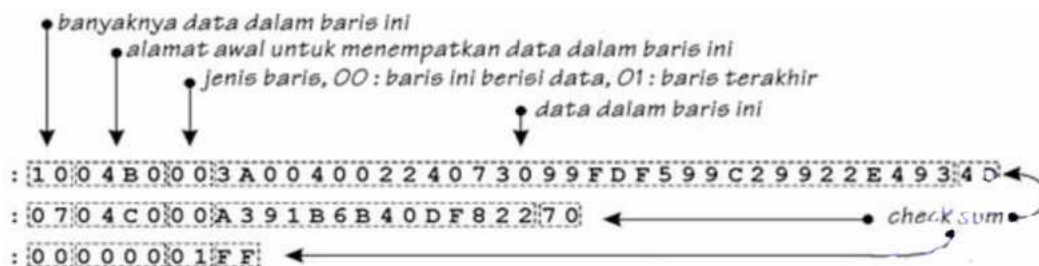 banyaknya data dalam baris ini
alamat awal untuk menempatkan data dalam baris ini
jenis baris, 00 : baris ini berisi data, 01 : baris terakhir
data dalam baris ini
: 10 04B0 00 3A0040022407 3099FDF599C29922E493 4D
: 07 04C0 00 A391B6B40DF822 70
check sum
: 00 0000 01 FF